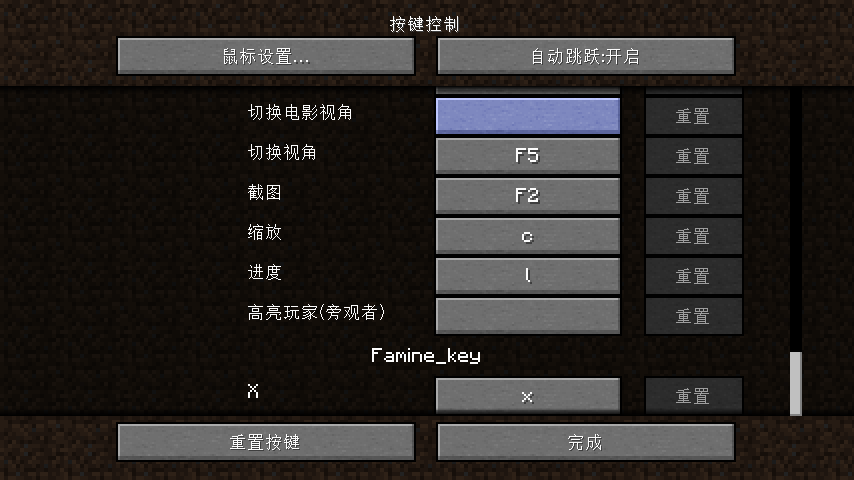 按键控制
鼠标设置... 自动跳跃:开启
切换电影视角 重置
切换视角 F5 重置
截图 F2 重置
缩放 c 重置
进度 l 重置
高亮玩家(旁观者) 重置
Famine_key
X x 重置
重置按键 完成